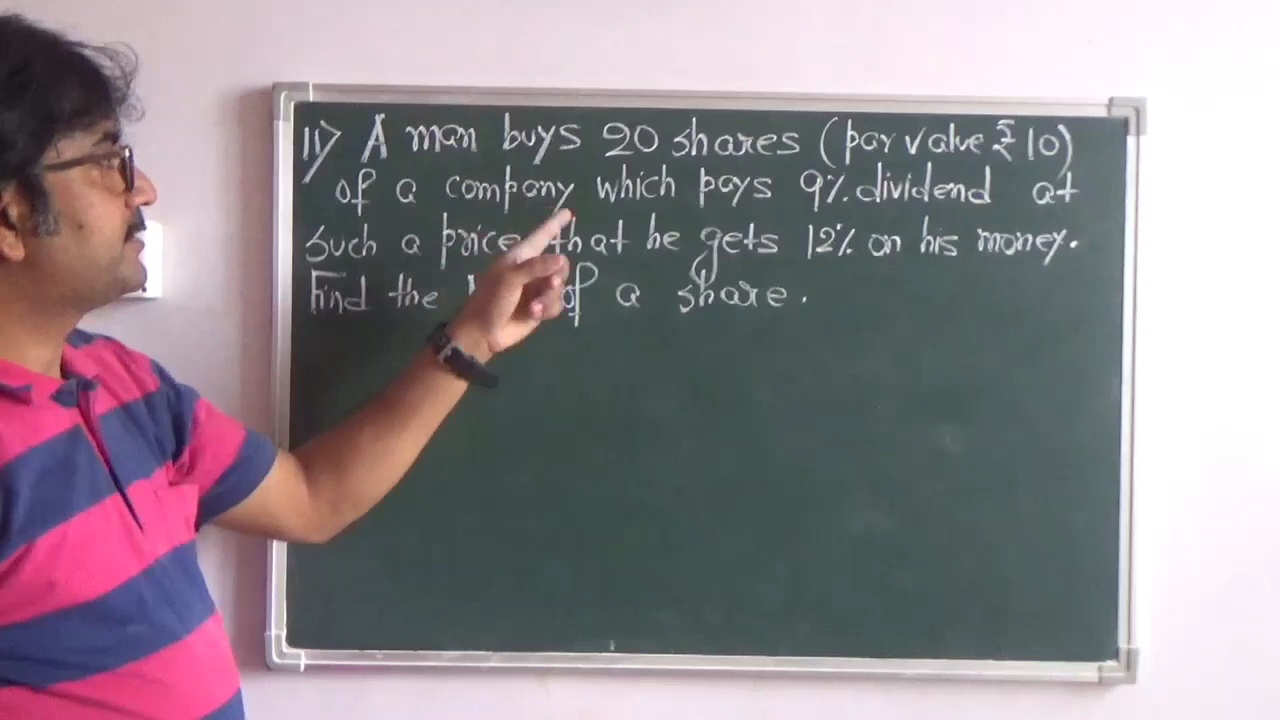 11) A man buys 20 shares (par value ₹ 10)
of a company which pays 9% dividend at
such a price that he gets 12% on his money.
Find the of a share.